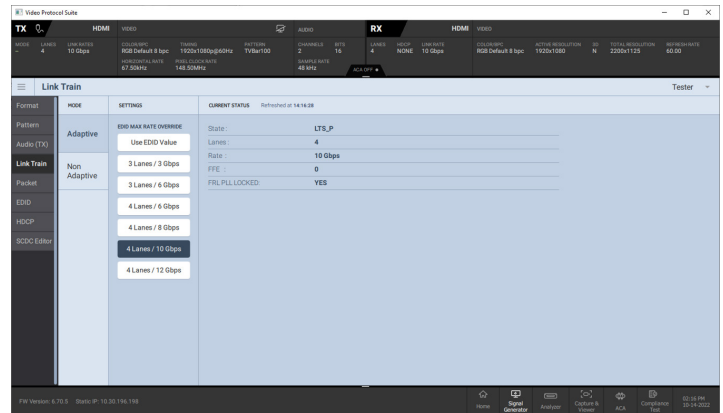 Video Protocol Suite
TX HDMI VIDEO AUDIO RX HDMI VIDEO
MODE LANES LINK RATES COLOR/BPC TIMING PATTERN CHANNELS BITS LANES HDCP LINK RATE COLOR/BPC ACTIVE RESOLUTION SC TOTAL RESOLUTION REFRESH RATE
– 4 10 Gbps RGB Default 8 bpc 1920x1080p@60Hz TVBar100 2 16 4 NONE 10 Gbps RGB Default 8 bpc 1920x1080 N 2200x1125 60.00
HORIZONTAL RATE PIXEL CLOCK RATE SAMPLE RATE
67.50kHz 148.50MHz 48 kHz ACA OFF
Link Train Tester
Format MODE SETTINGS CURRENT STATUS Refreshed at 14:16:28
Pattern
Audio (TX)
Link Train
Packet
EDID
HDCP
SCDC Editor
Adaptive
Non
Adaptive
EDID MAX RATE OVERRIDE
Use EDID Value
3 Lanes / 3 Gbps
3 Lanes / 6 Gbps
4 Lanes / 6 Gbps
4 Lanes / 8 Gbps
4 Lanes / 10 Gbps
4 Lanes / 12 Gbps
State : LTS_P
Lanes : 4
Rate : 10 Gbps
FFE : 0
FRL PLL LOCKED: YES
FW Version: 6.70.5 Static IP: 10.30.196.198
Home
Signal
Generator
Analyzer
Capture &
Viewer
ACA
Compliance
Test
02:16 PM
10-14-2022